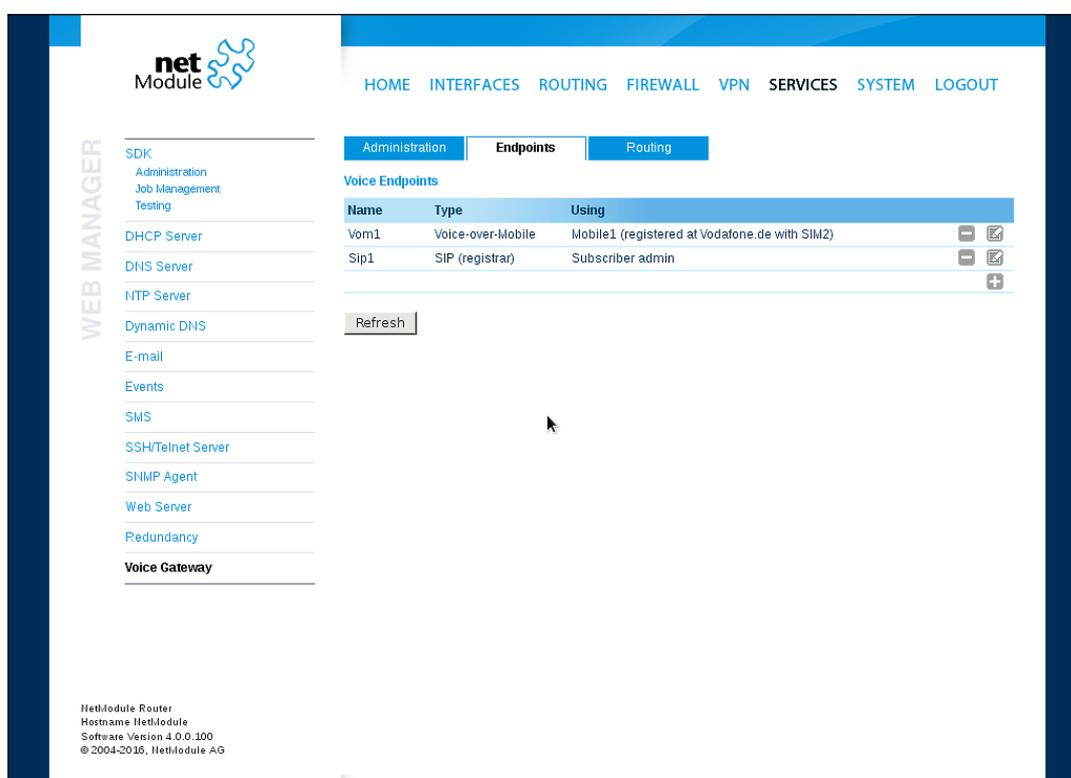 net
Module
HOME INTERFACES ROUTING FIREWALL VPN SERVICES SYSTEM LOGOUT
WEB MANAGER
SDK
Administration
Job Management
Testing
DHCP Server
DNS Server
NTP Server
Dynamic DNS
E-mail
Events
SMS
SSH/Telnet Server
SNMP Agent
Web Server
Redundancy
Voice Gateway
Administration Endpoints Routing
Voice Endpoints
Name Type Using
Vom1 Voice-over-Mobile Mobile1 (registered at Vodafone.de with SIM2)
Sip1 SIP (registrar) Subscriber admin
Refresh
NetModule Router
Hostname NetModule
Software Version 4.0.0.100
© 2004-2016, NetModule AG